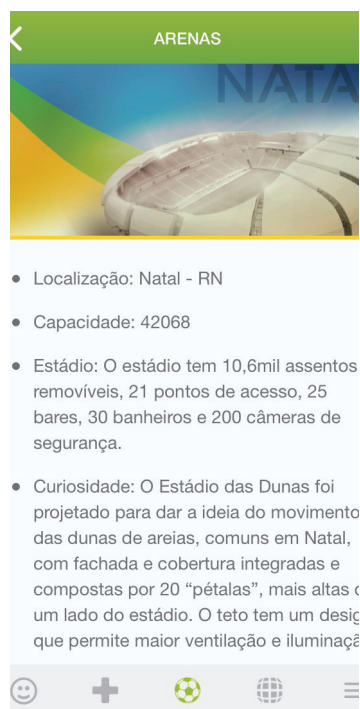 ARENAS
NATA
Localização: Natal - RN
Capacidade: 42068
Estádio: O estádio tem 10,6mil assentos
removíveis, 21 pontos de acesso, 25
bares, 30 banheiros e 200 câmeras de
segurança.
Curiosidade: O Estádio das Dunas foi
projetado para dar a ideia do movimento
das dunas de areias, comuns em Natal,
com fachada e cobertura integradas e
compostas por 20 “pétalas”, mais altas
um lado do estádio. O teto tem um
que permite maior ventilação e